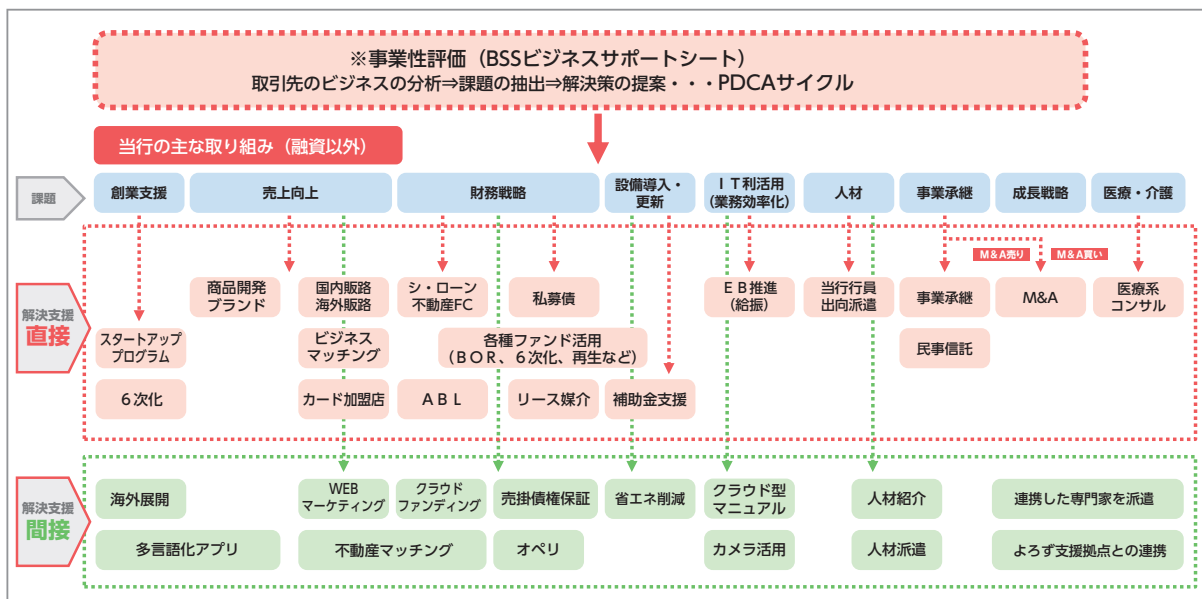 ※事業性評価（BSSビジネスサポートシート）
取引先のビジネスの分析⇒課題の抽出⇒解決策の提案・・・PDCAサイクル
当行の主な取り組み（融資以外）
課題
創業支援
売上向上
財務戦略
設備導入・
更新
ＩＴ利活用
（業務効率化）
人材
事業承継
成長戦略
医療・介護
M&A売り
M&A買い
解決支援
直接
商品開発
ブランド
国内販路
海外販路
シ・ローン
不動産FC
私募債
ＥＢ推進
（給振）
当行行員
出向派遣
事業承継
M&A
医療系
コンサル
スタートアップ
プログラム
ビジネス
マッチング
各種ファンド活用
（ＢＯＲ、６次化、再生など）
民事信託
６次化
カード加盟店
ＡＢＬ
リース媒介
補助金支援
解決支援
間接
海外展開
WEB
マーケティング
クラウド
ファンディング
売掛債権保証
省エネ削減
クラウド型
マニュアル
人材紹介
連携した専門家を派遣
多言語化アプリ
不動産マッチング
オペリ
カメラ活用
人材派遣
よろず支援拠点との連携